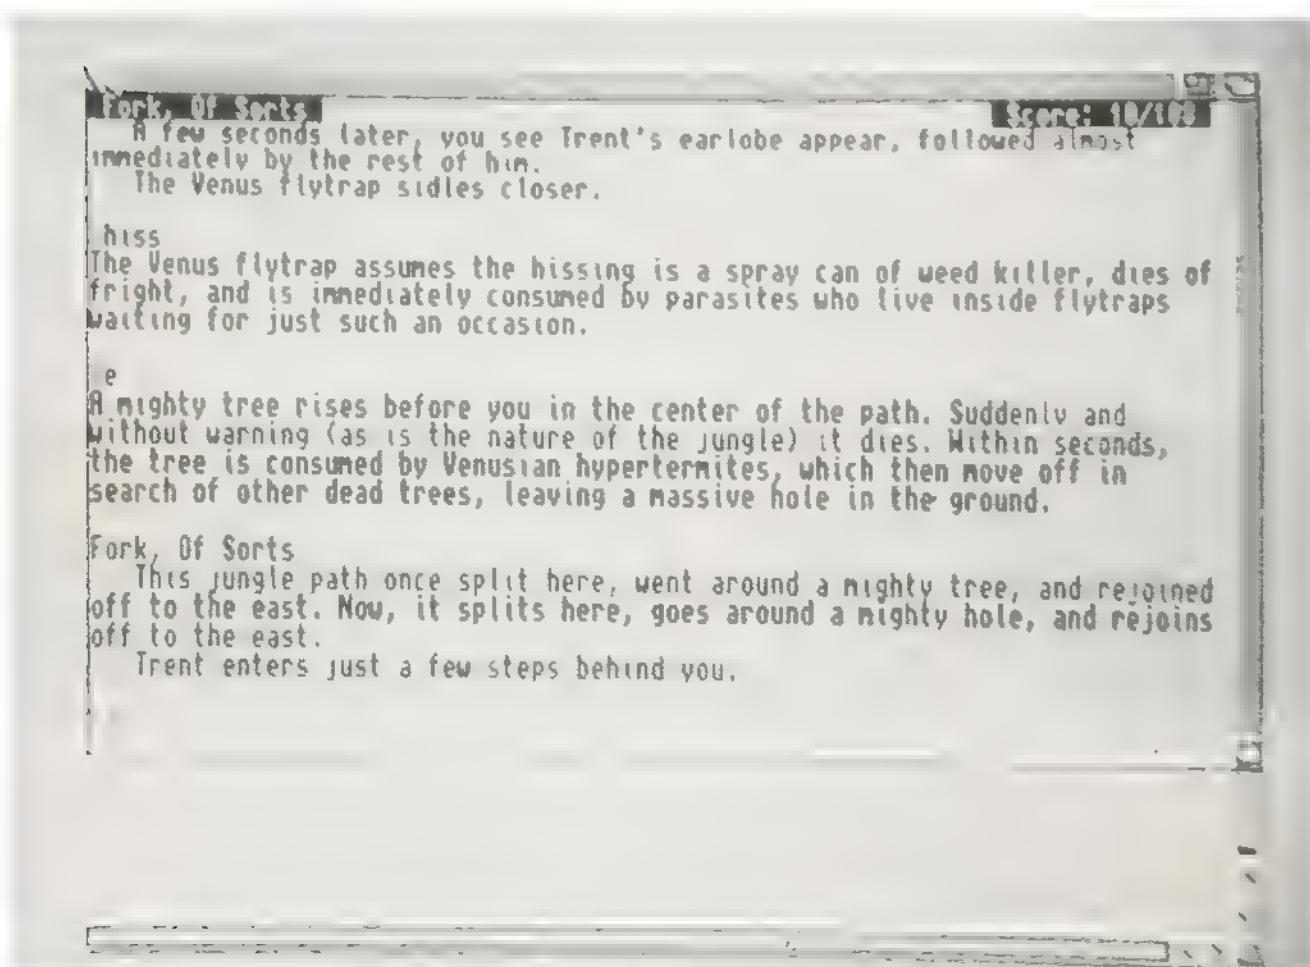 Fork, Of Sorts
Score: 10/103
A few seconds later, you see Trent's earlobe appear, followed almost
immediately by the rest of him.
The Venus flytrap sidles closer.
hiss
The Venus flytrap assumes the hissing is a spray can of weed killer, dies of
fright, and is immediately consumed by parasites who live inside flytraps
waiting for just such an occasion.
e
A mighty tree rises before you in the center of the path. Suddenly and
without warning (as is the nature of the jungle) it dies. Within seconds,
the tree is consumed by Venusian hypertermites, which then move off in
search of other dead trees, leaving a massive hole in the ground.
Fork, Of Sorts
This jungle path once split here, went around a mighty tree, and rejoined
off to the east. Now, it splits here, goes around a mighty hole, and rejoins
off to the east.
Trent enters just a few steps behind you.